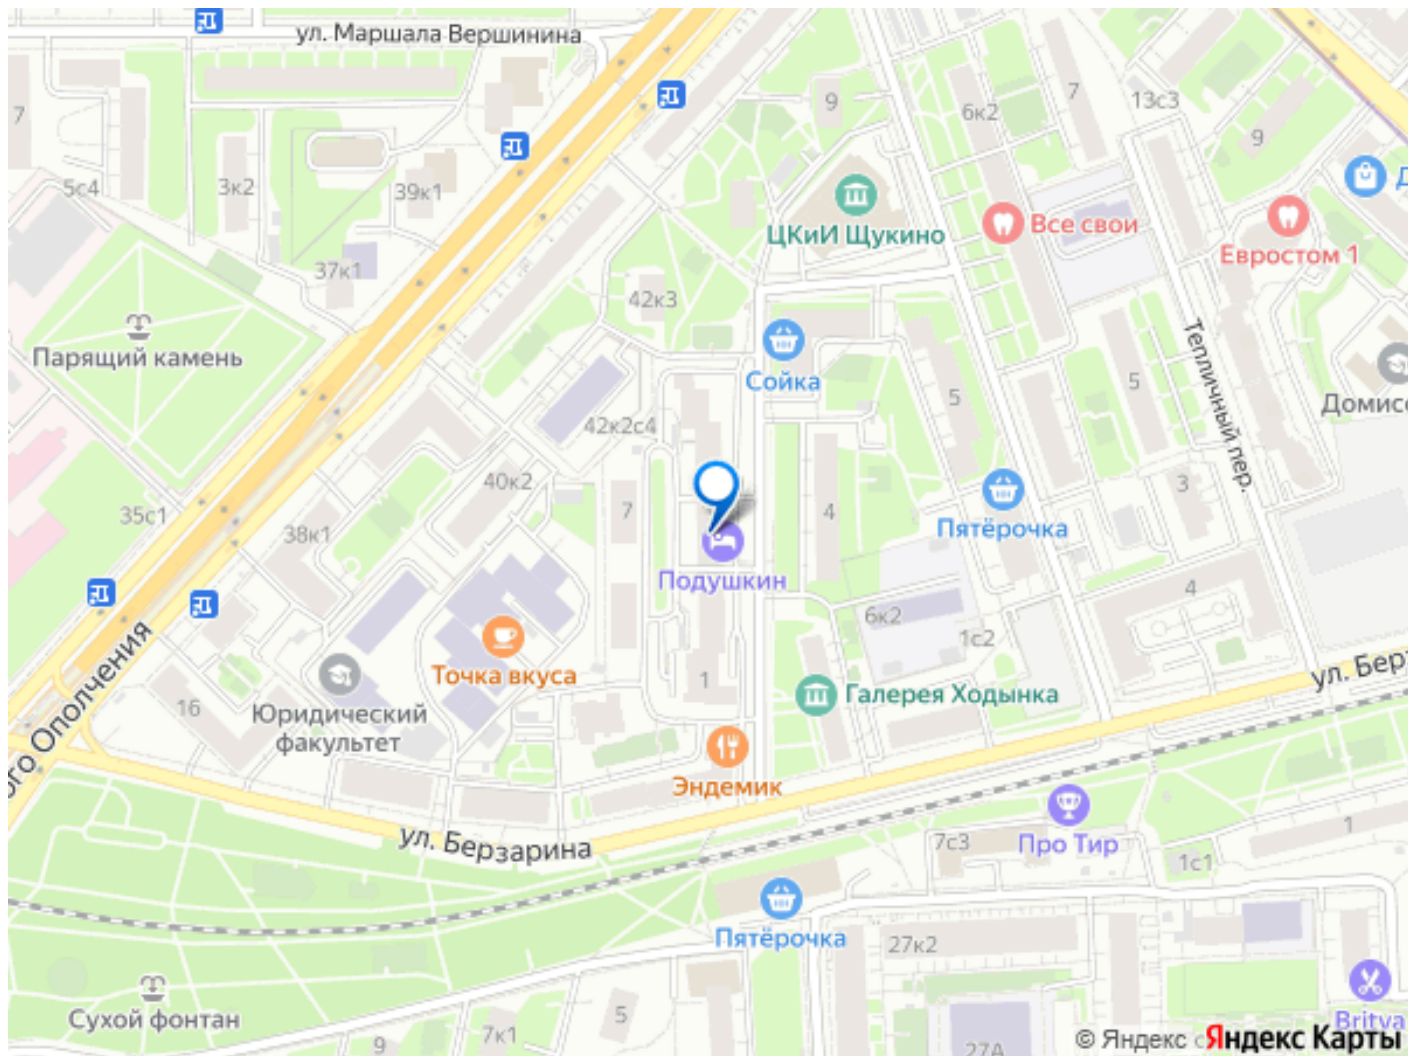 ул. Маршала Вершинина
7
9
6к2
7
13с3
9
5с4
3к2
39к1
Все свои
ЦКиИ Щукино
Евростом 1
37к1
42к3
Парящий камень
Сойка
Тепличный пер.
5
5
42к2с4
40к2
35с1
38к1
7
4
Пятёрочка
3
Подушкин
4
6к2
1с2
Точка вкуса
1
16
Юридический
факультет
Галерея Ходынка
ул. Бер
Ополчения
Эндемик
ул. Берзарина
7с3
Про Тир
1
1с1
Пятёрочка
27к2
Сухой фонтан
5
7к1
9
27А
Britva
© Яндекс
Яндекс Карты